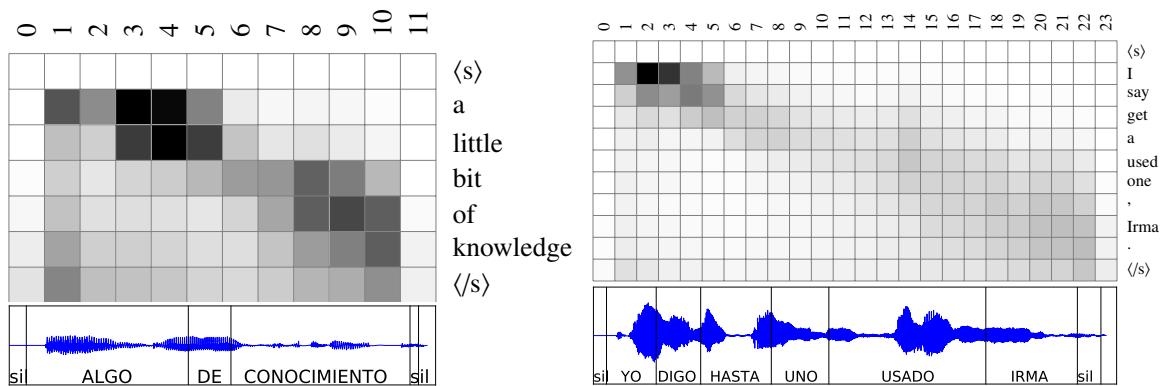 0 1 2 3 4 5 6 7 8 9 10 11
⟨s⟩
a
little
bit
of
knowledge
⟨/s⟩
sil ALGO DE CONOCIMIENTO sil
0 1 2 3 4 5 6 7 8 9 10 11 12 13 14 15 16 17 18 19 20 21 22 23
⟨s⟩
I
say
get
a
used
one
,
Irma
.
⟨/s⟩
sil YO DIGO HASTA UNO USADO IRMA sil